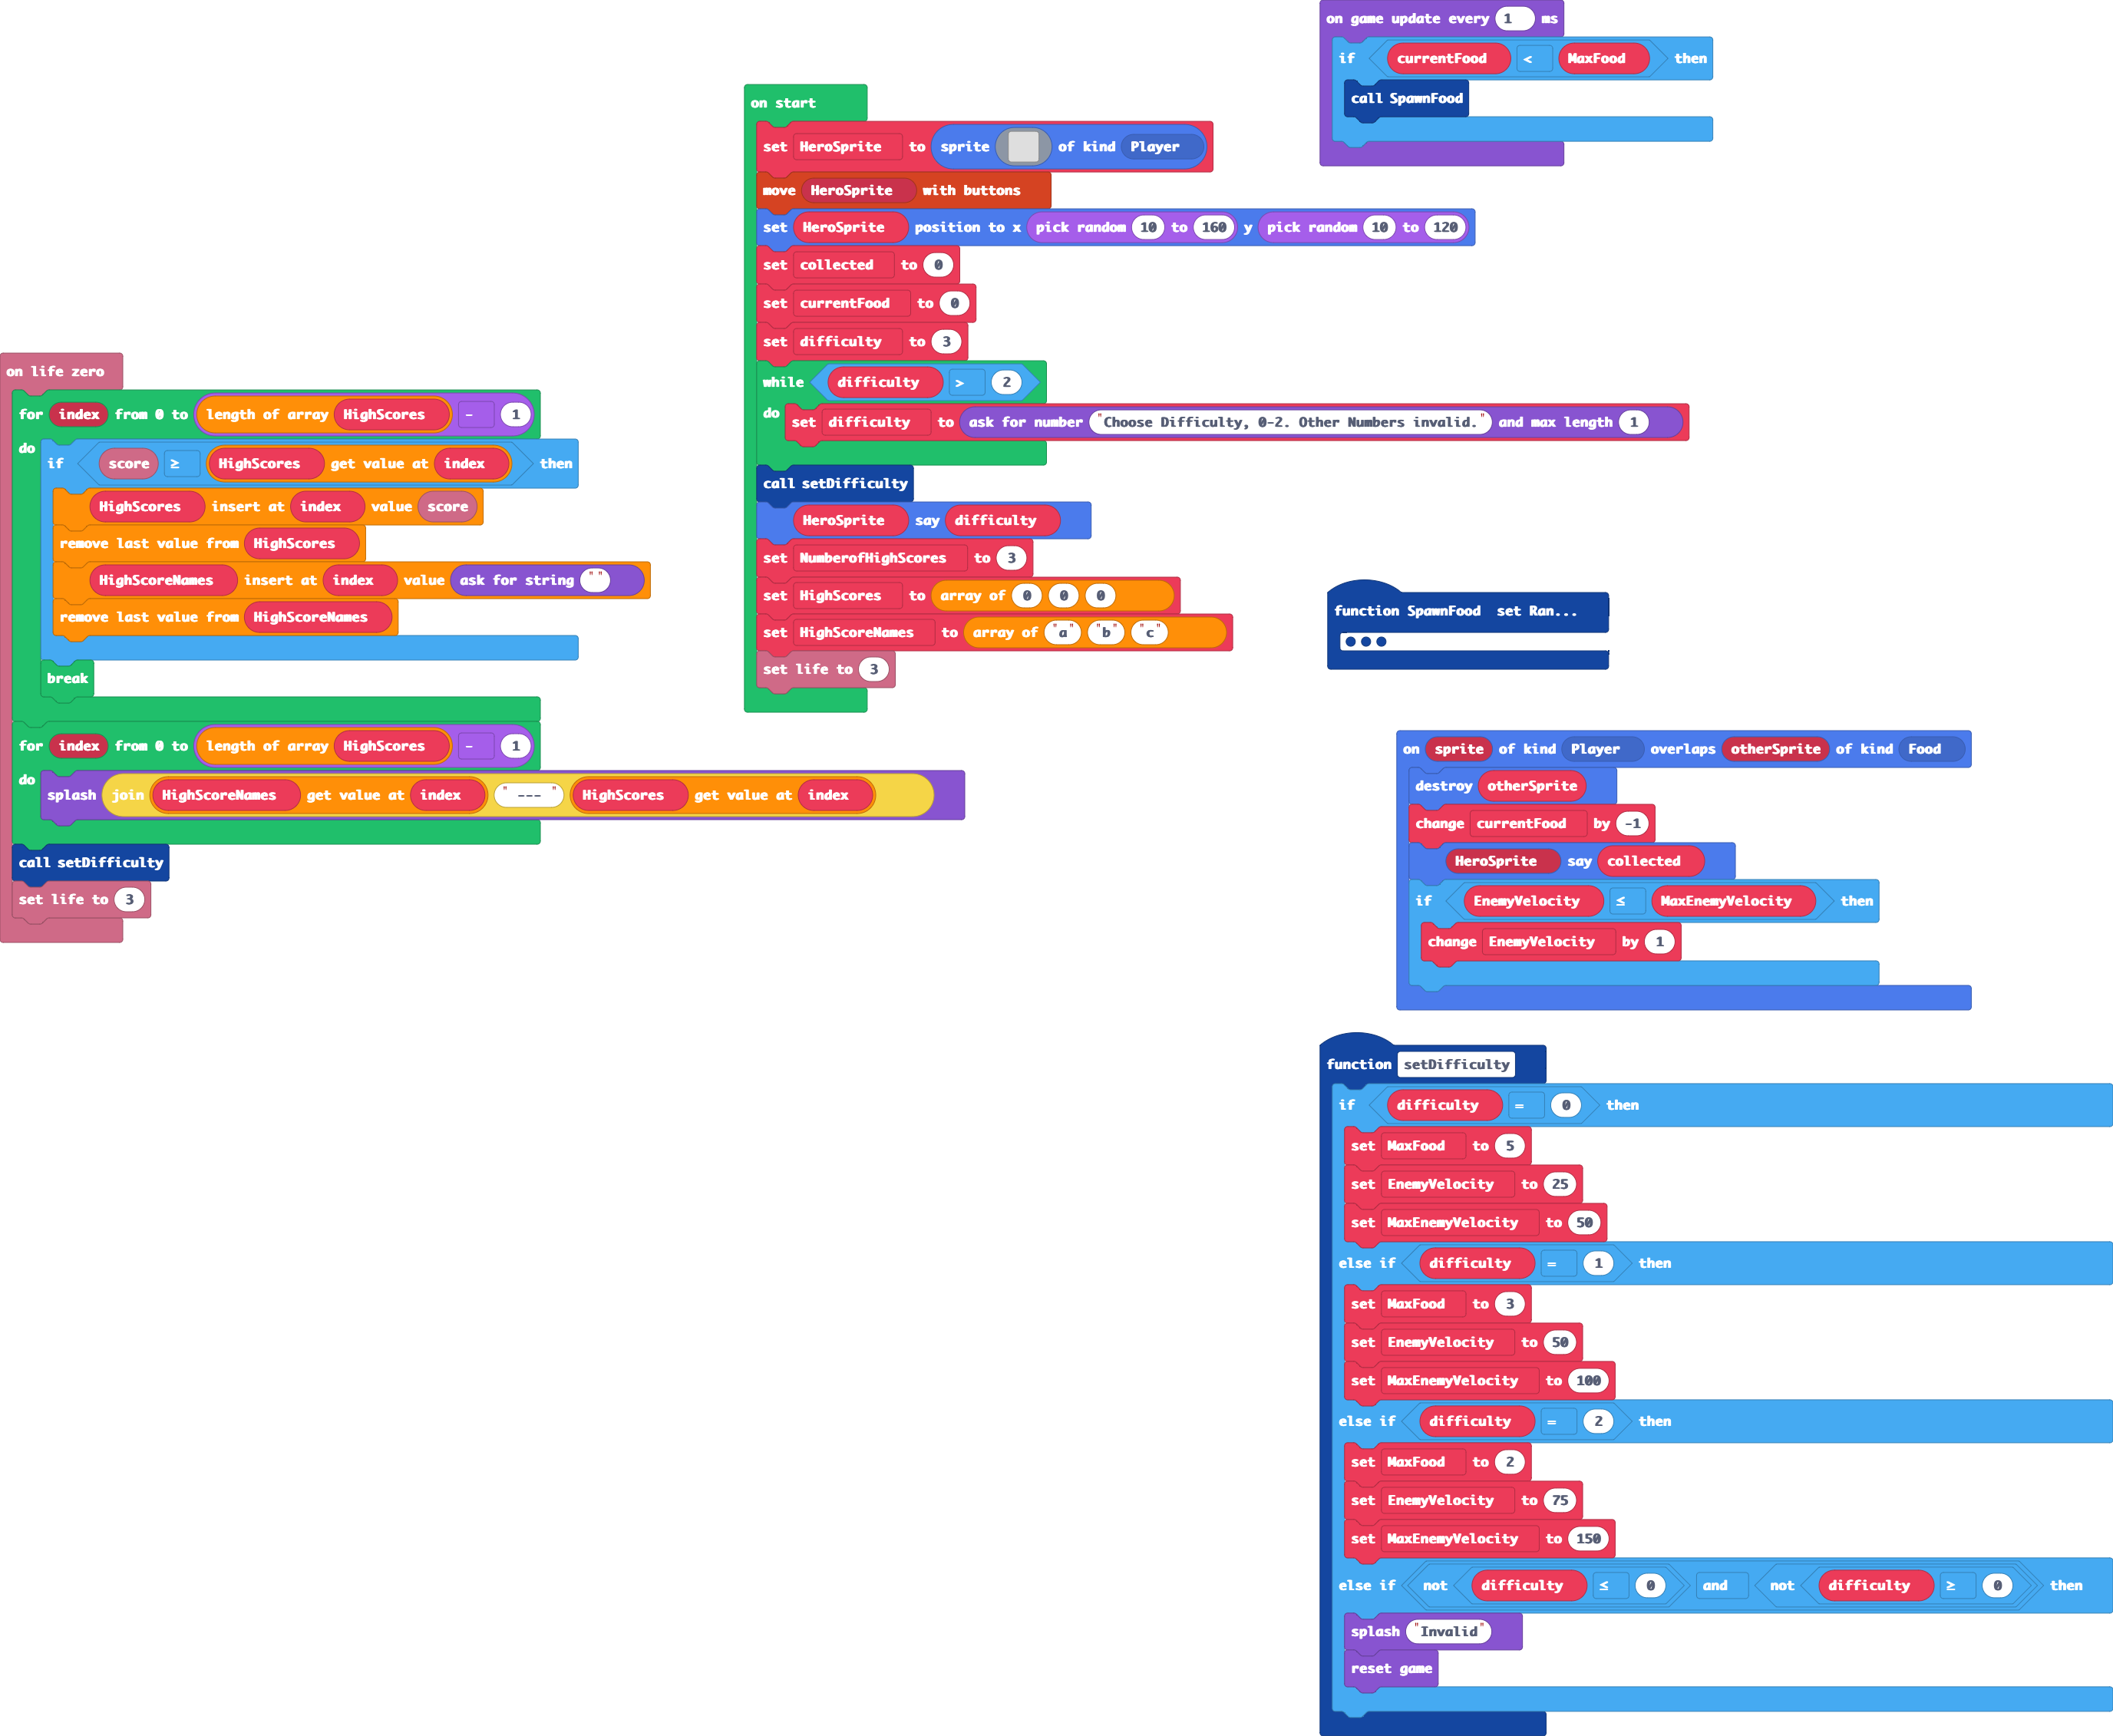 on life zero
for index from 0 to length of array HighScores - 1
do
if score ≥ HighScores get value at index then
HighScores insert at index value score
remove last value from HighScores
HighScoreNames insert at index value ask for string " "
remove last value from HighScoreNames
break
for index from 0 to length of array HighScores - 1
do
splash join HighScoreNames get value at index " --- " HighScores get value at index
call setDifficulty
set life to 3
on start
set HeroSprite to sprite of kind Player
move HeroSprite with buttons
set HeroSprite position to x pick random 10 to 160 y pick random 10 to 120
set collected to 0
set currentFood to 0
set difficulty to 3
while difficulty > 2
do
set difficulty to ask for number "Choose Difficulty, 0-2. Other Numbers invalid." and max length 1
call setDifficulty
HeroSprite say difficulty
set NumberofHighScores to 3
set HighScores to array of 0 0 0
set HighScoreNames to array of "a" "b" "c"
set life to 3
on game update every 1 ms
if currentFood < MaxFood then
call SpawnFood
function SpawnFood set Ran...
on sprite of kind Player overlaps otherSprite of kind Food
destroy otherSprite
change currentFood by -1
HeroSprite say collected
if EnemyVelocity ≤ MaxEnemyVelocity then
change EnemyVelocity by 1
function setDifficulty
if difficulty = 0 then
set MaxFood to 5
set EnemyVelocity to 25
set MaxEnemyVelocity to 50
else if difficulty = 1 then
set MaxFood to 3
set EnemyVelocity to 50
set MaxEnemyVelocity to 100
else if difficulty = 2 then
set MaxFood to 2
set EnemyVelocity to 75
set MaxEnemyVelocity to 150
else if not difficulty ≤ 0 and not difficulty ≥ 0 then
splash "Invalid"
reset game